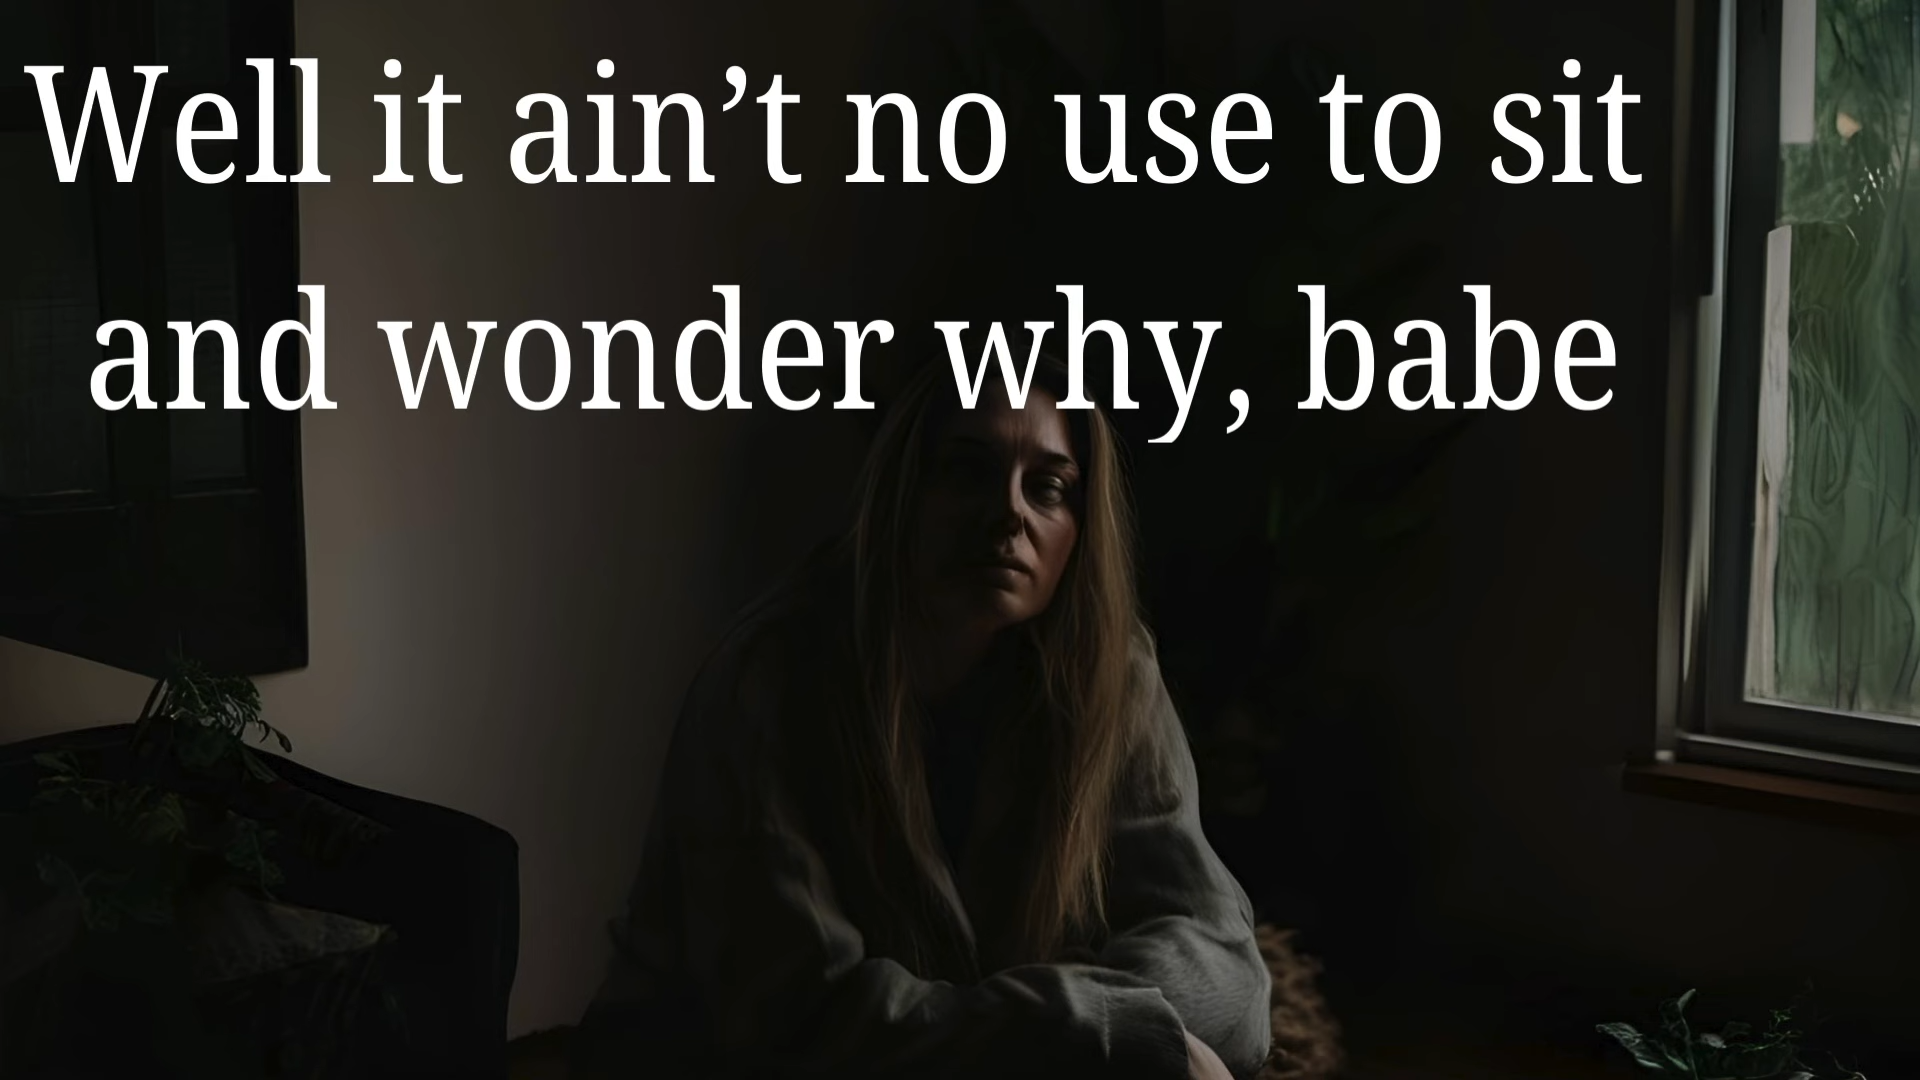 Well it ain’t no use to sit
and wonder why, babe